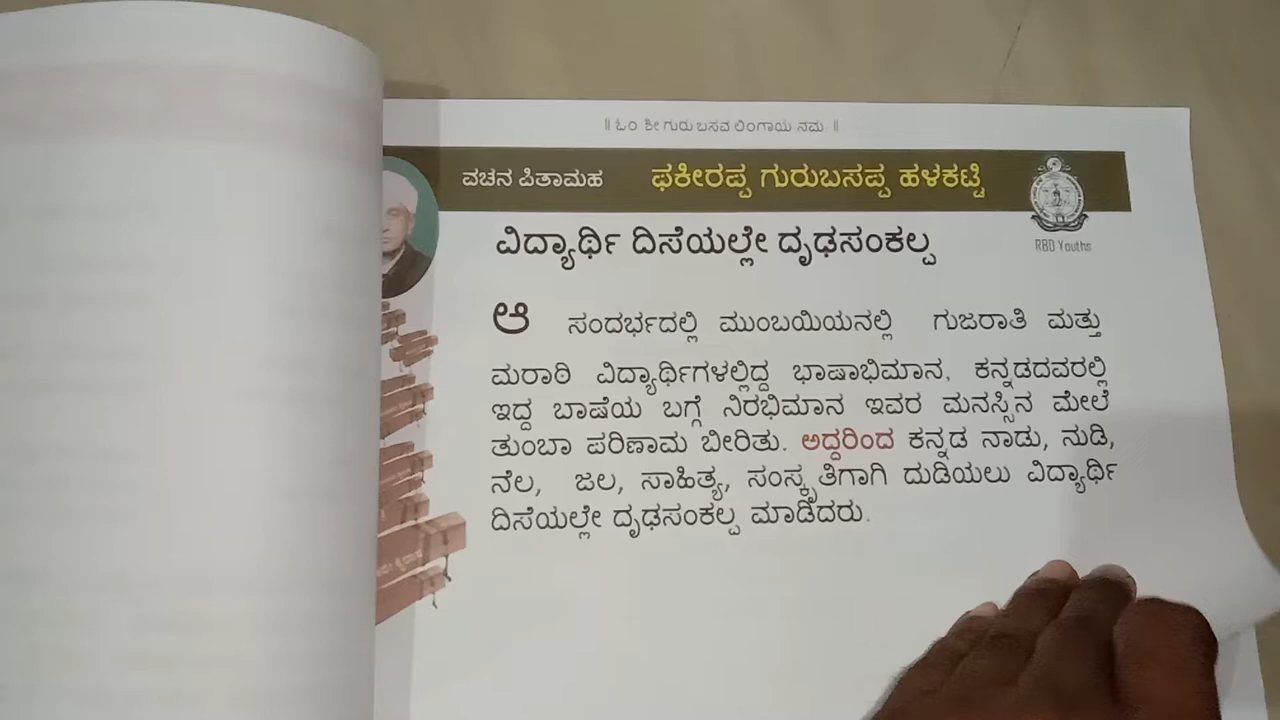 ॥ ಓಂ ಶ್ರೀ ಗುರು ಬಸವ ಲಿಂಗಾಯ ನಮಃ ॥
ವಚನ ಪಿತಾಮಹ ಫಕೀರಪ್ಪ ಗುರುಬಸಪ್ಪ ಹಳಕಟ್ಟಿ
RBD Youths
ವಿದ್ಯಾರ್ಥಿ ದಿಸೆಯಲ್ಲೇ ದೃಢಸಂಕಲ್ಪ
ಆ ಸಂದರ್ಭದಲ್ಲಿ ಮುಂಬಯಿಯನಲ್ಲಿ ಗುಜರಾತಿ ಮತ್ತು
ಮರಾಠಿ ವಿದ್ಯಾರ್ಥಿಗಳಲ್ಲಿದ್ದ ಭಾಷಾಭಿಮಾನ, ಕನ್ನಡದವರಲ್ಲಿ
ಇದ್ದ ಬಾಷೆಯ ಬಗ್ಗೆ ನಿರಭಿಮಾನ ಇವರ ಮನಸ್ಸಿನ ಮೇಲೆ
ತುಂಬಾ ಪರಿಣಾಮ ಬೀರಿತು. ಅದ್ದರಿಂದ ಕನ್ನಡ ನಾಡು, ನುಡಿ,
ನೆಲ, ಜಲ, ಸಾಹಿತ್ಯ, ಸಂಸ್ಕೃತಿಗಾಗಿ ದುಡಿಯಲು ವಿದ್ಯಾರ್ಥಿ
ದಿಸೆಯಲ್ಲೇ ದೃಢಸಂಕಲ್ಪ ಮಾಡಿದರು.